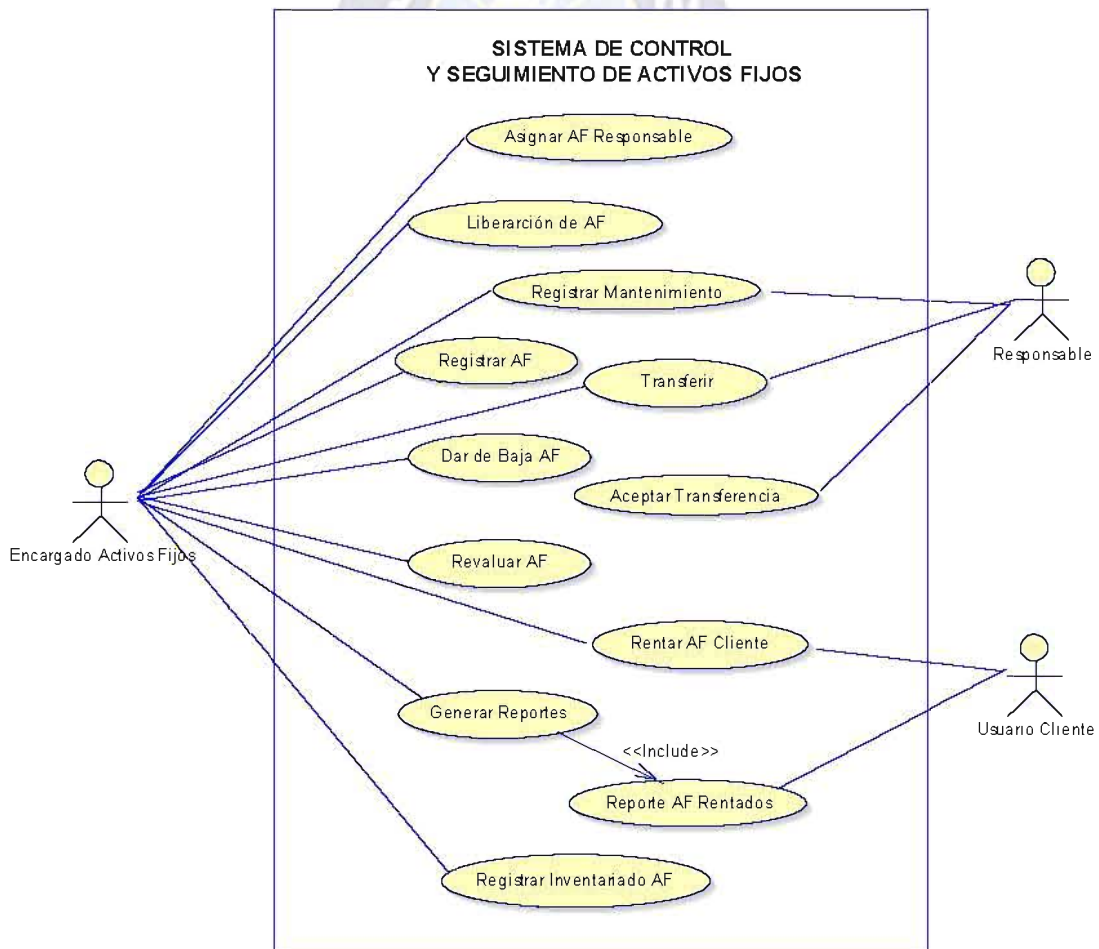 SISTEMA DE CONTROL
Y SEGUIMIENTO DE ACTIVOS FIJOS
Asignar AF Responsable
Liberarción de AF
Registrar Mantenimiento
Responsable
Registrar AF
Transferir
Dar de Baja AF
Aceptar Transferencia
Encargado Activos Fijos
Revaluar AF
Rentar AF Cliente
Usuario Cliente
Generar Reportes
<<Include>>
Reporte AF Rentados
Registrar Inventariado AF